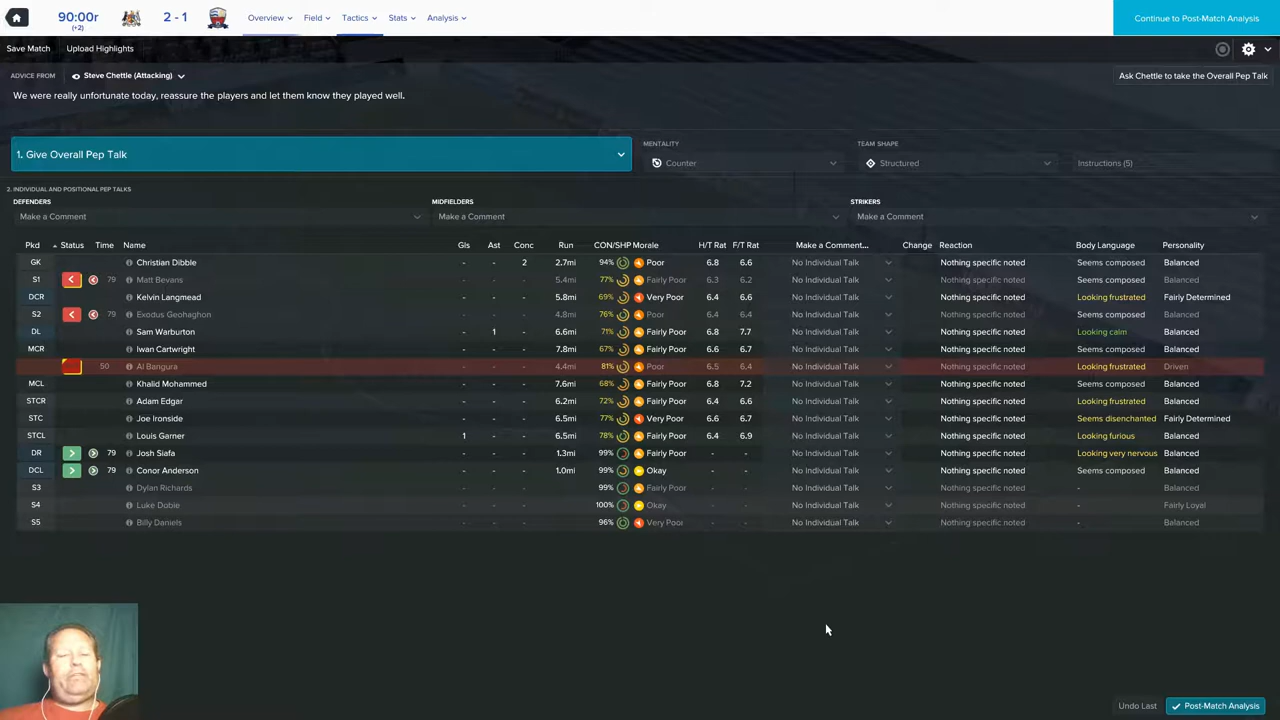 90:00r
(+2)
2 - 1
Overview
Field
Tactics
Stats
Analysis
Continue to Post-Match Analysis
Save Match
Upload Highlights
ADVICE FROM
Steve Chettle (Attacking)
Ask Chettle to take the Overall Pep Talk
We were really unfortunate today, reassure the players and let them know they played well.
1. Give Overall Pep Talk
MENTALITY
Counter
TEAM SHAPE
Structured
Instructions (5)
2. INDIVIDUAL AND POSITIONAL PEP TALKS
DEFENDERS
Make a Comment
MIDFIELDERS
Make a Comment
STRIKERS
Make a Comment
Pkd Status Time Name Gls Ast Conc Run CON/SHP Morale H/T Rat F/T Rat Make a Comment... Change Reaction Body Language Personality
GK Christian Dibble - - 2 2.7mi 94% Poor 6.8 6.6 No Individual Talk Nothing specific noted Seems composed Balanced
S1 79 Matt Bevans - - - 5.4mi 77% Fairly Poor 6.3 6.2 No Individual Talk Nothing specific noted Seems composed Balanced
DCR Kelvin Langmead - - - 5.8mi 69% Very Poor 6.4 6.6 No Individual Talk Nothing specific noted Looking frustrated Fairly Determined
S2 79 Exodus Geohaghon - - - 4.8mi 76% Poor 6.4 6.4 No Individual Talk Nothing specific noted Seems composed Balanced
DL Sam Warburton - 1 - 6.6mi 71% Fairly Poor 6.8 7.7 No Individual Talk Nothing specific noted Looking calm Balanced
MCR Iwan Cartwright - - - 7.8mi 67% Fairly Poor 6.6 6.7 No Individual Talk Nothing specific noted Seems composed Balanced
50 Al Bangura - - - 4.4mi 81% Poor 6.5 6.4 No Individual Talk Nothing specific noted Looking frustrated Driven
MCL Khalid Mohammed - - - 7.6mi 68% Fairly Poor 6.8 7.2 No Individual Talk Nothing specific noted Seems composed Balanced
STCR Adam Edgar - - - 6.2mi 72% Fairly Poor 6.4 6.6 No Individual Talk Nothing specific noted Looking frustrated Balanced
STC Joe Ironside - - - 6.5mi 77% Very Poor 6.6 6.7 No Individual Talk Nothing specific noted Seems disenchanted Fairly Determined
STCL Louis Garner 1 - - 6.5mi 78% Fairly Poor 6.4 6.9 No Individual Talk Nothing specific noted Looking furious Balanced
DR 79 Josh Siafa - - - 1.3mi 99% Fairly Poor - - No Individual Talk Nothing specific noted Looking very nervous Balanced
DCL 79 Conor Anderson - - - 1.0mi 99% Okay - - No Individual Talk Nothing specific noted Seems composed Balanced
S3 Dylan Richards - - - 99% Fairly Poor - - No Individual Talk Nothing specific noted - Balanced
S4 Luke Dobie - - - 100% Okay - - No Individual Talk Nothing specific noted - Fairly Loyal
S5 Billy Daniels - - - 96% Very Poor - - No Individual Talk Nothing specific noted - Balanced
Undo Last
Post-Match Analysis